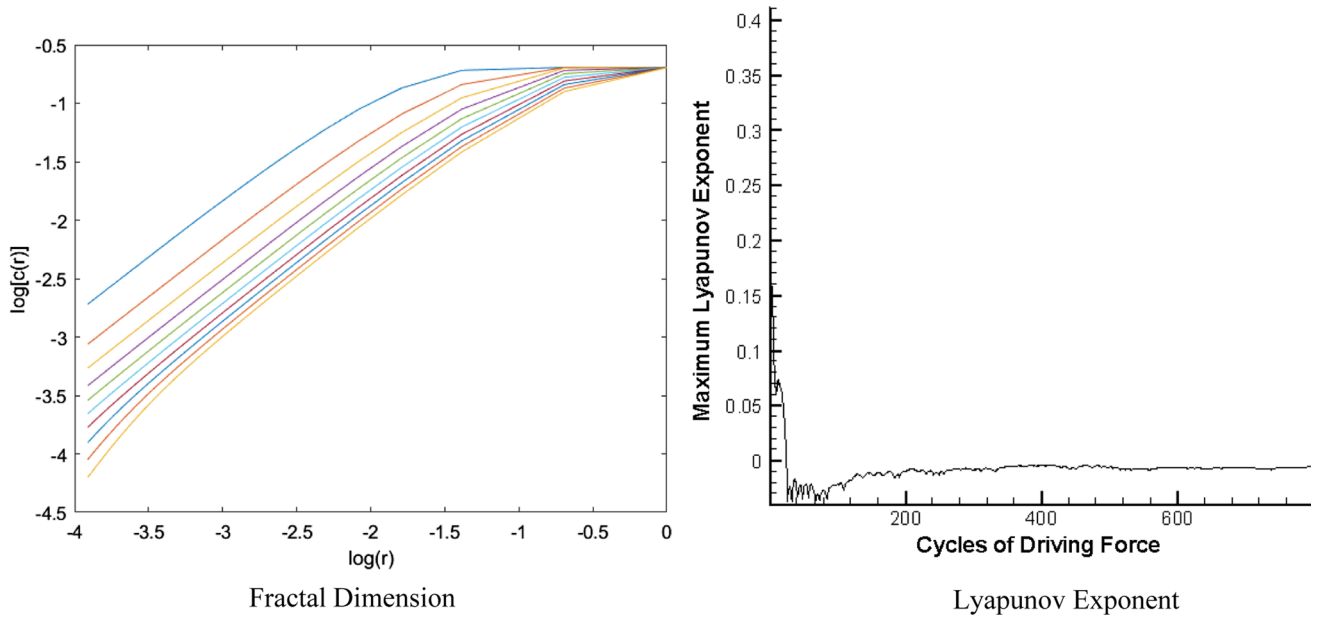 -0.5
-1
-1.5
-2
-2.5
-3
-3.5
-4
-4.5
log[c(r)]
-4 -3.5 -3 -2.5 -2 -1.5 -1 -0.5 0
log(r)
Fractal Dimension
0.4
0.35
0.3
0.25
0.2
0.15
0.1
0.05
0
Maximum Lyapunov Exponent
200 400 600
Cycles of Driving Force
Lyapunov Exponent